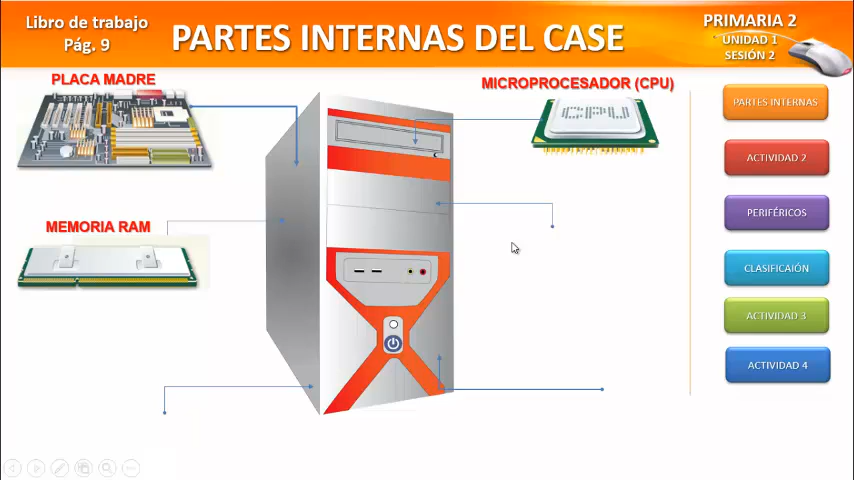 Libro de trabajo
Pág. 9
PARTES INTERNAS DEL CASE
PRIMARIA 2
UNIDAD 1
SESIÓN 2
PLACA MADRE
MICROPROCESADOR (CPU)
CPU
MEMORIA RAM
PARTES INTERNAS
ACTIVIDAD 2
PERIFÉRICOS
CLASIFICAIÓN
ACTIVIDAD 3
ACTIVIDAD 4